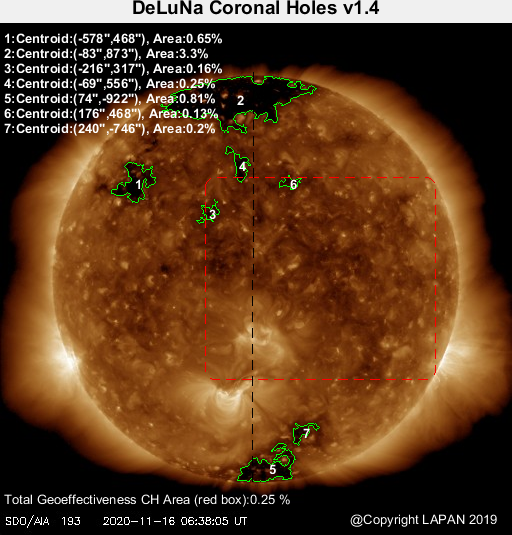 DeLuNa Coronal Holes v1.4
1:Centroid:(-578",468"), Area:0.65%
2:Centroid:(-83",873"), Area:3.3%
3:Centroid:(-216",317"), Area:0.16%
4:Centroid:(-69",556"), Area:0.25%
5:Centroid:(74",-922"), Area:0.81%
6:Centroid:(176",468"), Area:0.13%
7:Centroid:(240",-746"), Area:0.2%
2
4
1
6
3
7
5
Total Geoeffectiveness CH Area (red box):0.25 %
SDO/AIA 193 2020-11-16 06:38:05 UT
@Copyright LAPAN 2019